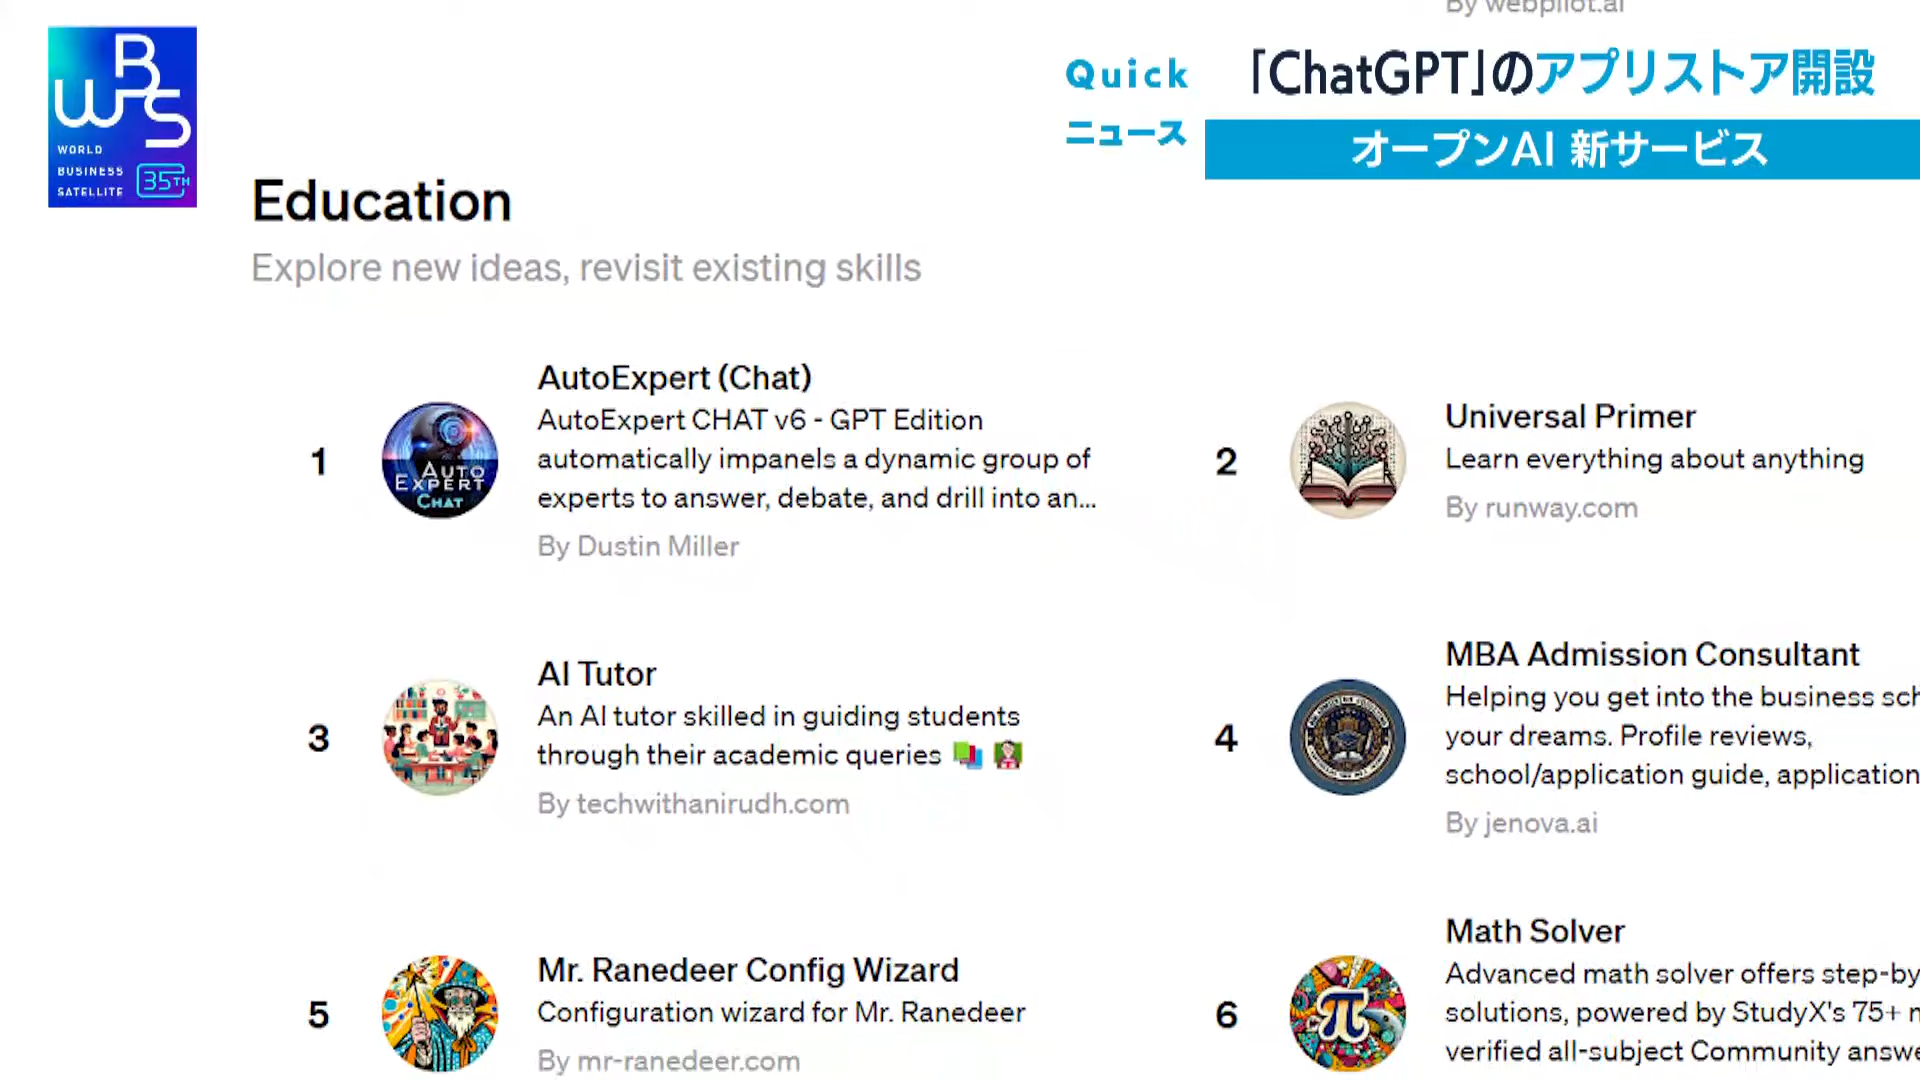 By webpilot.ai
WBS
WORLD
BUSINESS
SATELLITE
35TH
Quick
ニュース
「ChatGPT」のアプリストア開設
オープンAI 新サービス
Education
Explore new ideas, revisit existing skills
1
AUTO
EXPERT
CHAT
AutoExpert (Chat)
AutoExpert CHAT v6 - GPT Edition
automatically impanels a dynamic group of
experts to answer, debate, and drill into an...
By Dustin Miller
2
Universal Primer
Learn everything about anything
By runway.com
3
AI Tutor
An AI tutor skilled in guiding students
through their academic queries
By techwithanirudh.com
4
MBA Admission Consultant
Helping you get into the business sch
your dreams. Profile reviews,
school/application guide, application
By jenova.ai
5
Mr. Ranedeer Config Wizard
Configuration wizard for Mr. Ranedeer
By mr-ranedeer.com
6
π
Math Solver
Advanced math solver offers step-by
solutions, powered by StudyX's 75+
verified all-subject Community answe